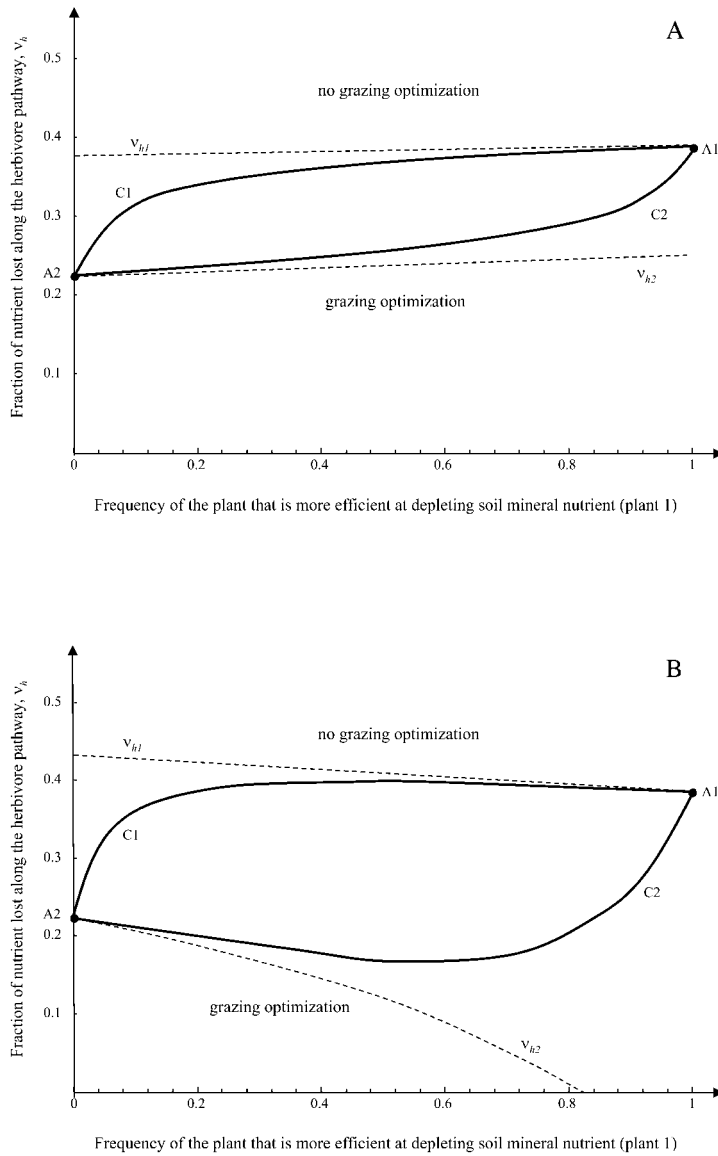 A
Fraction of nutrient lost along the herbivore pathway, νh
0.5
no grazing optimization
0.4
νh1
A1
C1
0.3
C2
A2
0.2
νh2
grazing optimization
0.1
0 0.2 0.4 0.6 0.8 1
Frequency of the plant that is more efficient at depleting soil mineral nutrient (plant 1)
B
Fraction of nutrient lost along the herbivore pathway, νh
0.5
no grazing optimization
νh1
0.4
A1
C1
0.3
C2
A2
0.2
0.1
grazing optimization
νh2
0 0.2 0.4 0.6 0.8 1
Frequency of the plant that is more efficient at depleting soil mineral nutrient (plant 1)